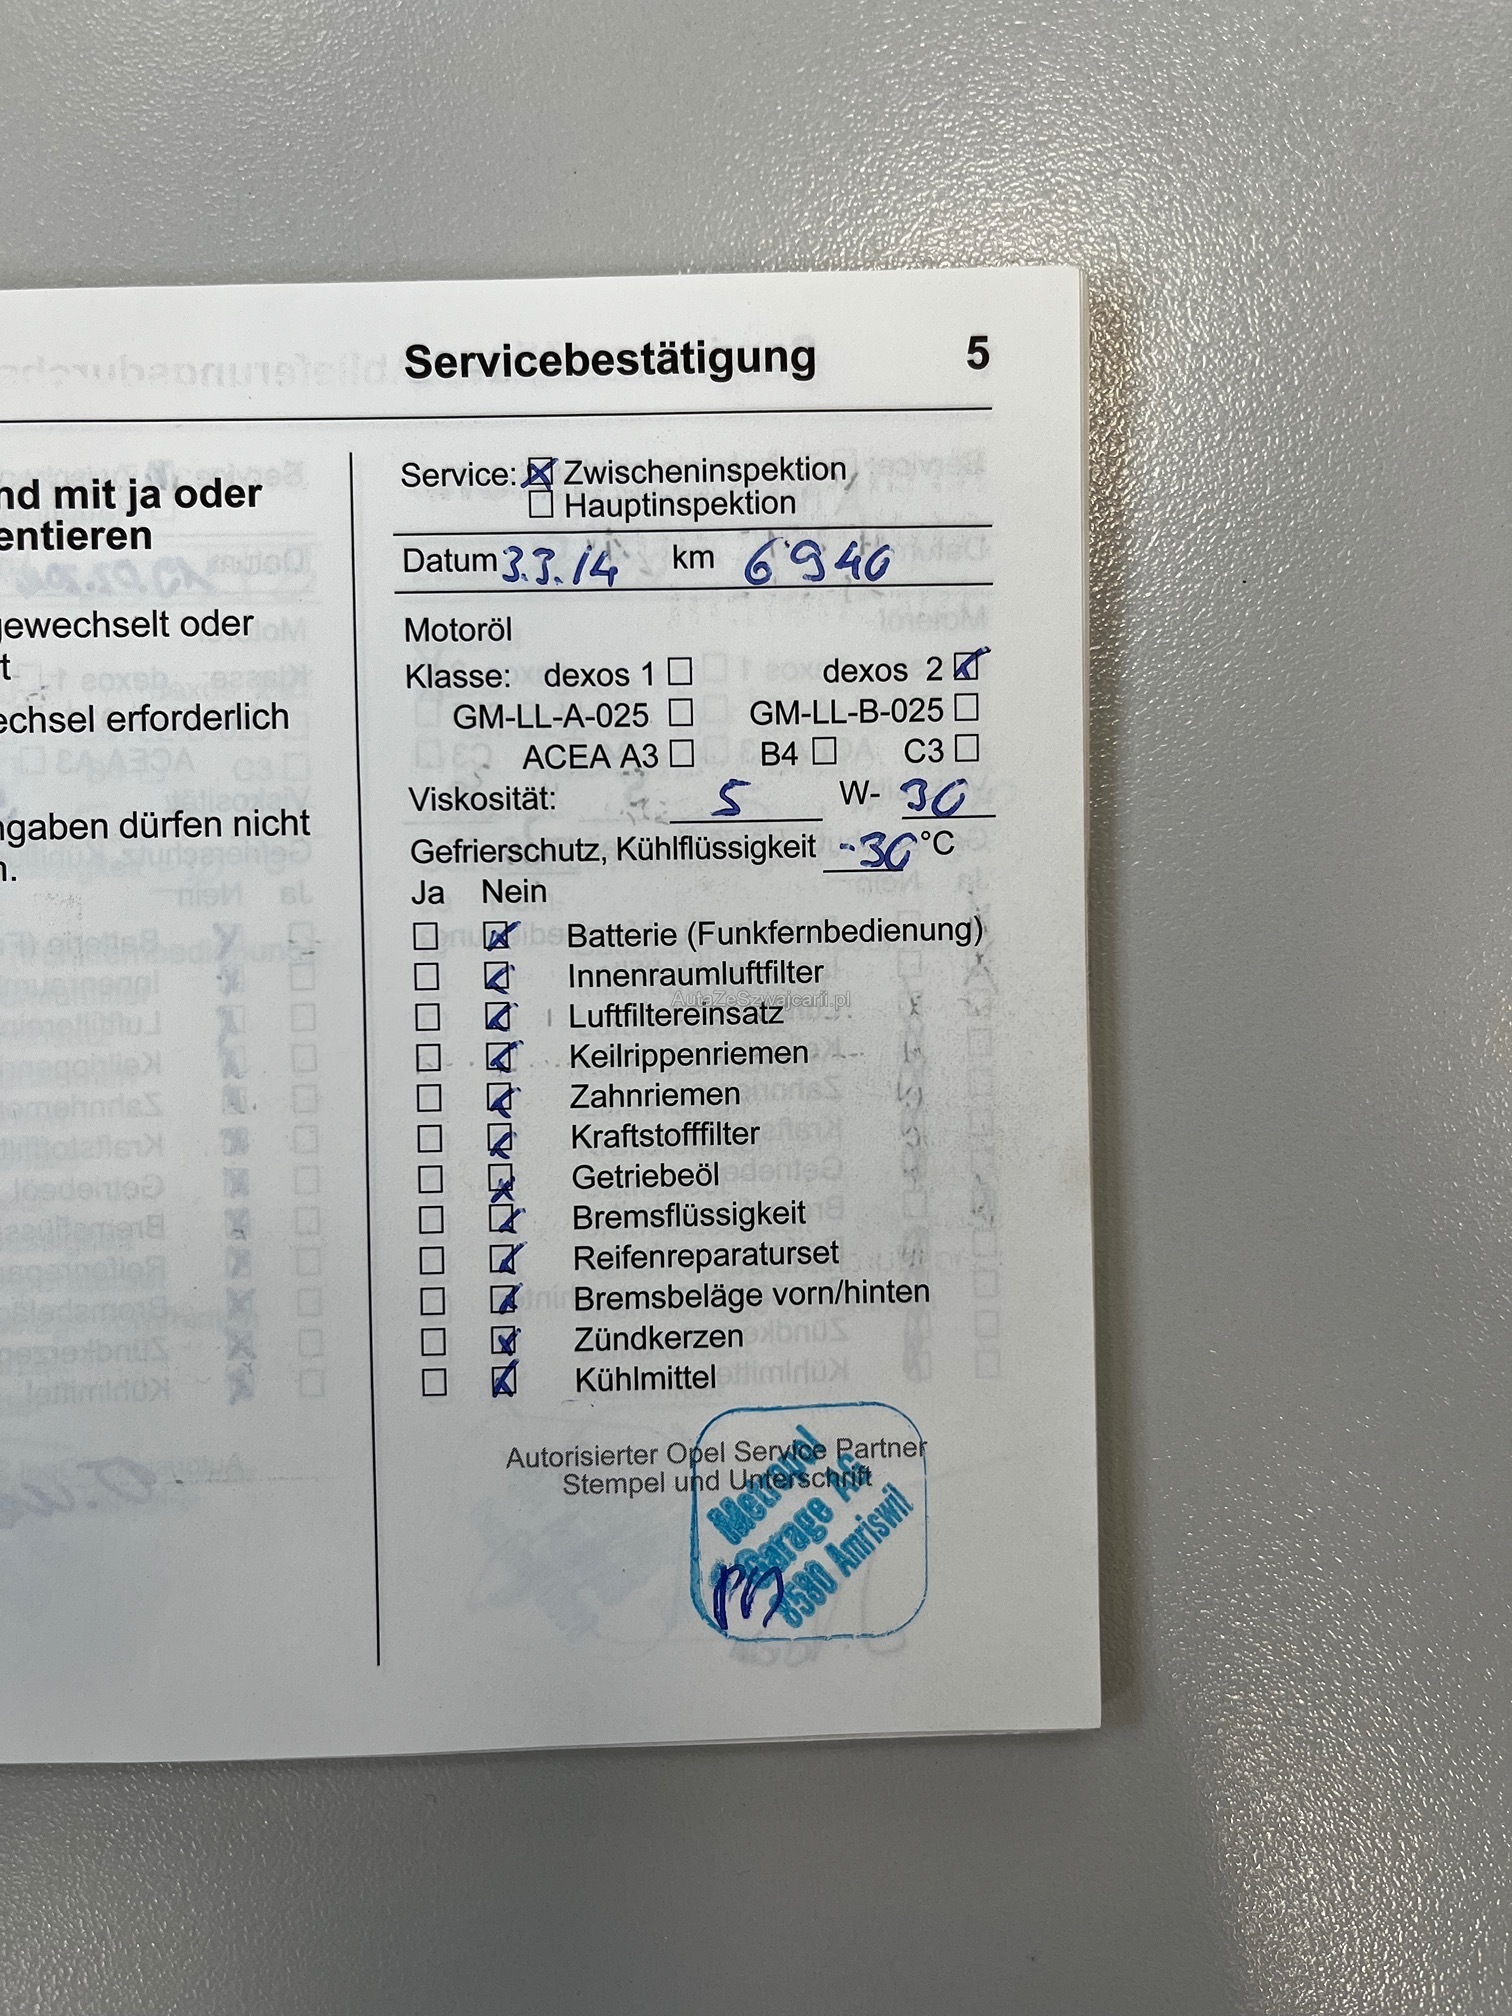 Servicebestätigung 5
nd mit ja oder
entieren
gewechselt oder
t
echsel erforderlich
ngaben dürfen nicht
n.
Service: Zwischeninspektion
Hauptinspektion
Datum 3.3.14 km 6'940
Motoröl
Klasse: dexos 1 dexos 2
GM-LL-A-025 GM-LL-B-025
ACEA A3 B4 C3
Viskosität: 5 W- 30
Gefrierschutz, Kühlflüssigkeit -30 °C
Ja Nein
Batterie (Funkfernbedienung)
Innenraumluftfilter
AutaZeSzwajcarii.pl
Luftfiltereinsatz
Keilrippenriemen
Zahnriemen
Kraftstofffilter
Getriebeöl
Bremsflüssigkeit
Reifenreparaturset
Bremsbeläge vorn/hinten
Zündkerzen
Kühlmittel
Autorisierter Opel Service Partner
Stempel und Unterschrift
Metropol
Garage AG
8580 Amriswil